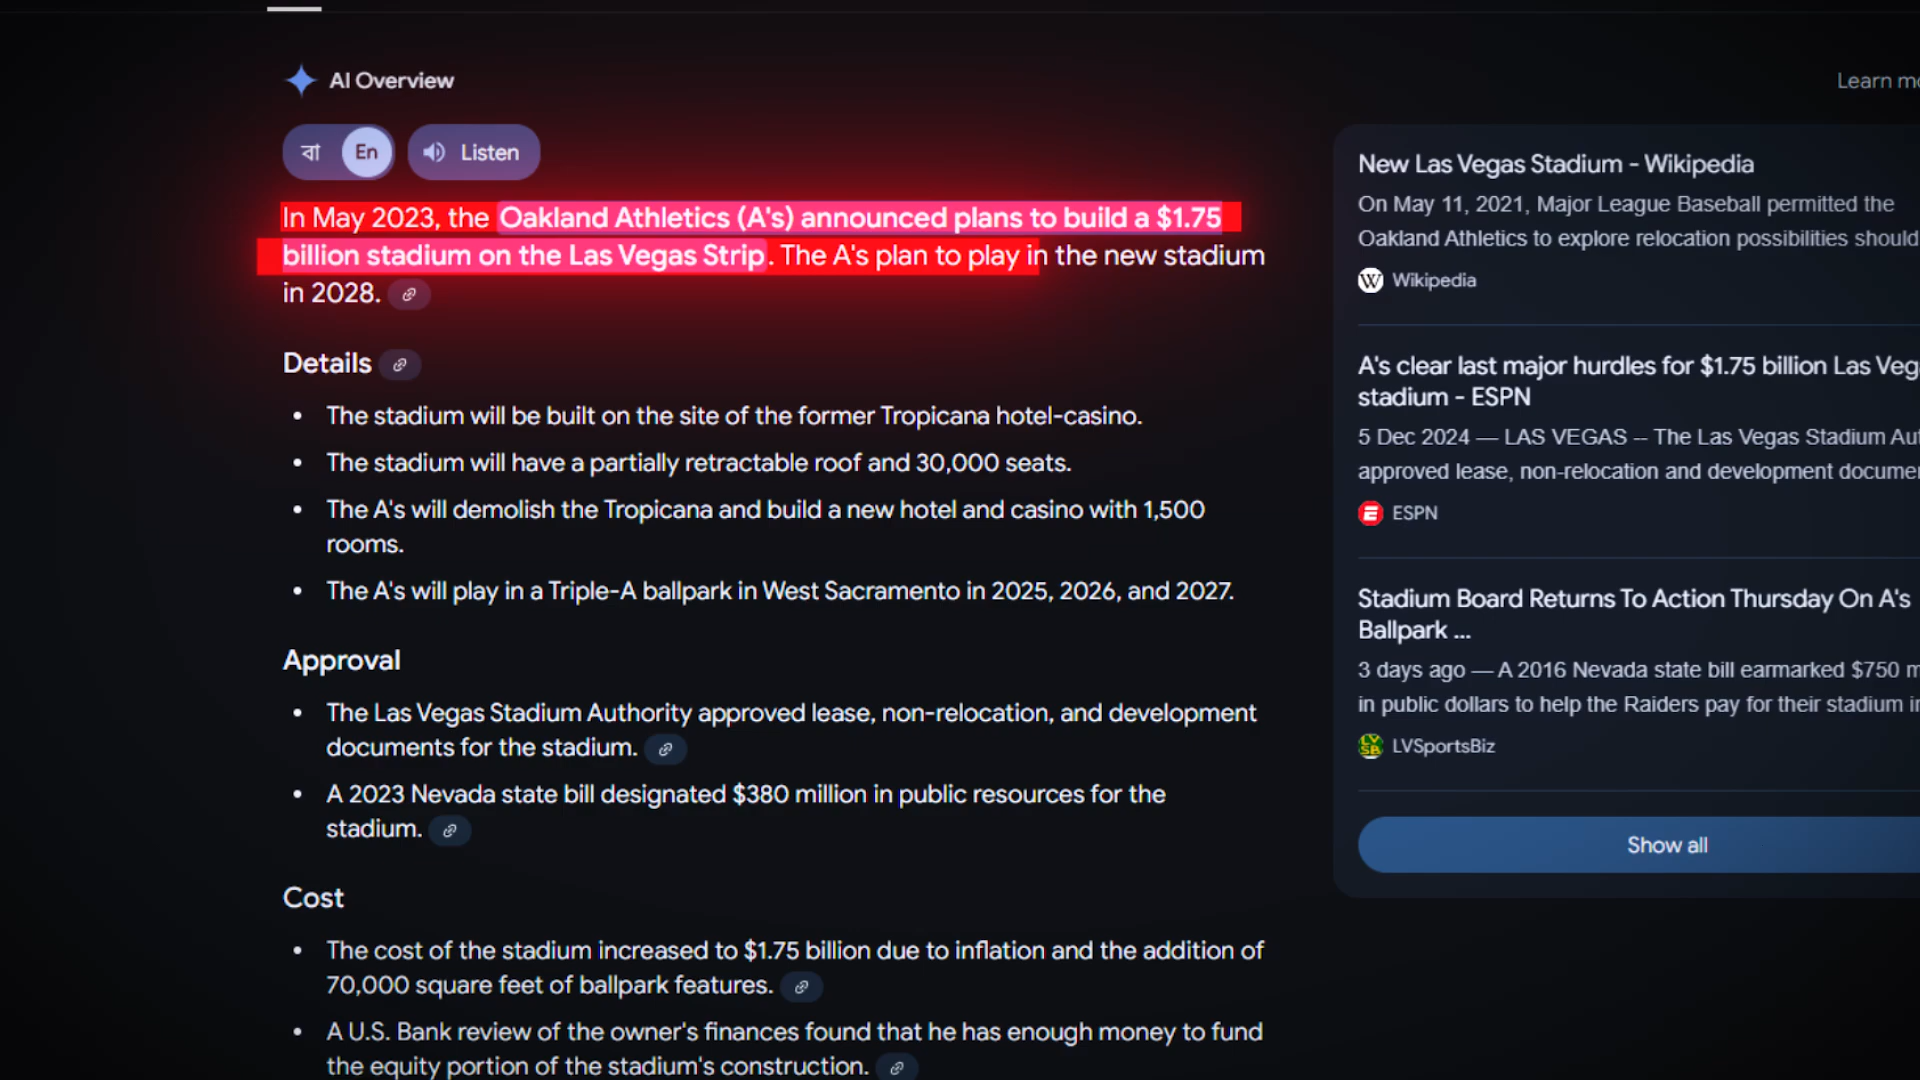 AI Overview
Learn
বা
En
Listen
In May 2023, the Oakland Athletics (A's) announced plans to build a $1.75
billion stadium on the Las Vegas Strip. The A's plan to play in the new stadium
in 2028.
Details
• The stadium will be built on the site of the former Tropicana hotel-casino.
• The stadium will have a partially retractable roof and 30,000 seats.
• The A's will demolish the Tropicana and build a new hotel and casino with 1,500
rooms.
• The A's will play in a Triple-A ballpark in West Sacramento in 2025, 2026, and 2027.
Approval
• The Las Vegas Stadium Authority approved lease, non-relocation, and development
documents for the stadium.
• A 2023 Nevada state bill designated $380 million in public resources for the
stadium.
Cost
• The cost of the stadium increased to $1.75 billion due to inflation and the addition of
70,000 square feet of ballpark features.
• A U.S. Bank review of the owner's finances found that he has enough money to fund
the equity portion of the stadium's construction.
New Las Vegas Stadium - Wikipedia
On May 11, 2021, Major League Baseball permitted the
Oakland Athletics to explore relocation possibilities should
W
Wikipedia
A's clear last major hurdles for $1.75 billion Las
stadium - ESPN
5 Dec 2024 — LAS VEGAS -- The Las Vegas Stadium
approved lease, non-relocation and development
E
ESPN
Stadium Board Returns To Action Thursday On A's
Ballpark ...
3 days ago — A 2016 Nevada state bill earmarked $750
in public dollars to help the Raiders pay for their stadium
LV
SB
LVSportsBiz
Show all